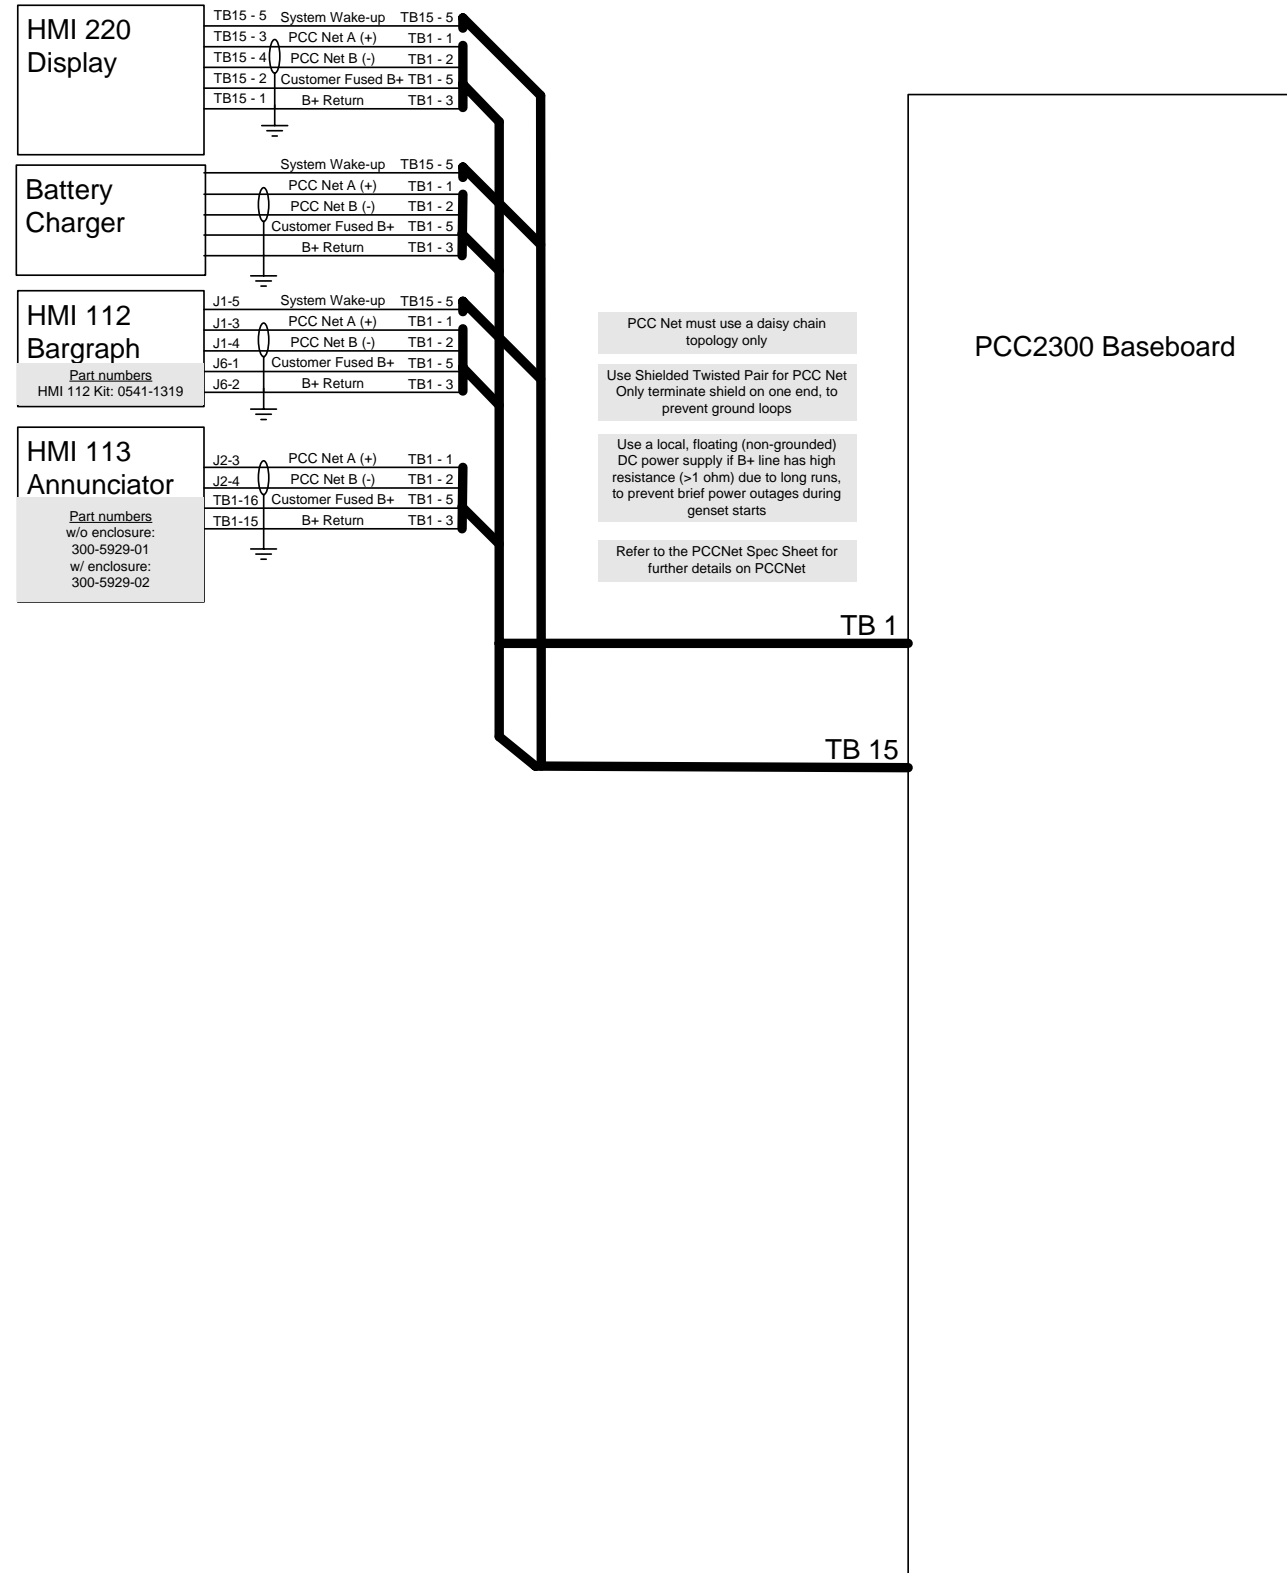 HMI 220
Display
TB15 - 5 System Wake-up TB15 - 5
TB15 - 3 PCC Net A (+) TB1 - 1
TB15 - 4 PCC Net B (-) TB1 - 2
TB15 - 2 Customer Fused B+ TB1 - 5
TB15 - 1 B+ Return TB1 - 3
Battery
Charger
System Wake-up TB15 - 5
PCC Net A (+) TB1 - 1
PCC Net B (-) TB1 - 2
Customer Fused B+ TB1 - 5
B+ Return TB1 - 3
HMI 112
Bargraph
Part numbers
HMI 112 Kit: 0541-1319
J1-5 System Wake-up TB15 - 5
J1-3 PCC Net A (+) TB1 - 1
J1-4 PCC Net B (-) TB1 - 2
J6-1 Customer Fused B+ TB1 - 5
J6-2 B+ Return TB1 - 3
HMI 113
Annunciator
Part numbers
w/o enclosure:
300-5929-01
w/ enclosure:
300-5929-02
J2-3 PCC Net A (+) TB1 - 1
J2-4 PCC Net B (-) TB1 - 2
TB1-16 Customer Fused B+ TB1 - 5
TB1-15 B+ Return TB1 - 3
PCC Net must use a daisy chain
topology only
Use Shielded Twisted Pair for PCC Net
Only terminate shield on one end, to
prevent ground loops
Use a local, floating (non-grounded)
DC power supply if B+ line has high
resistance (>1 ohm) due to long runs,
to prevent brief power outages during
genset starts
Refer to the PCCNet Spec Sheet for
further details on PCCNet
PCC2300 Baseboard
TB 1
TB 15